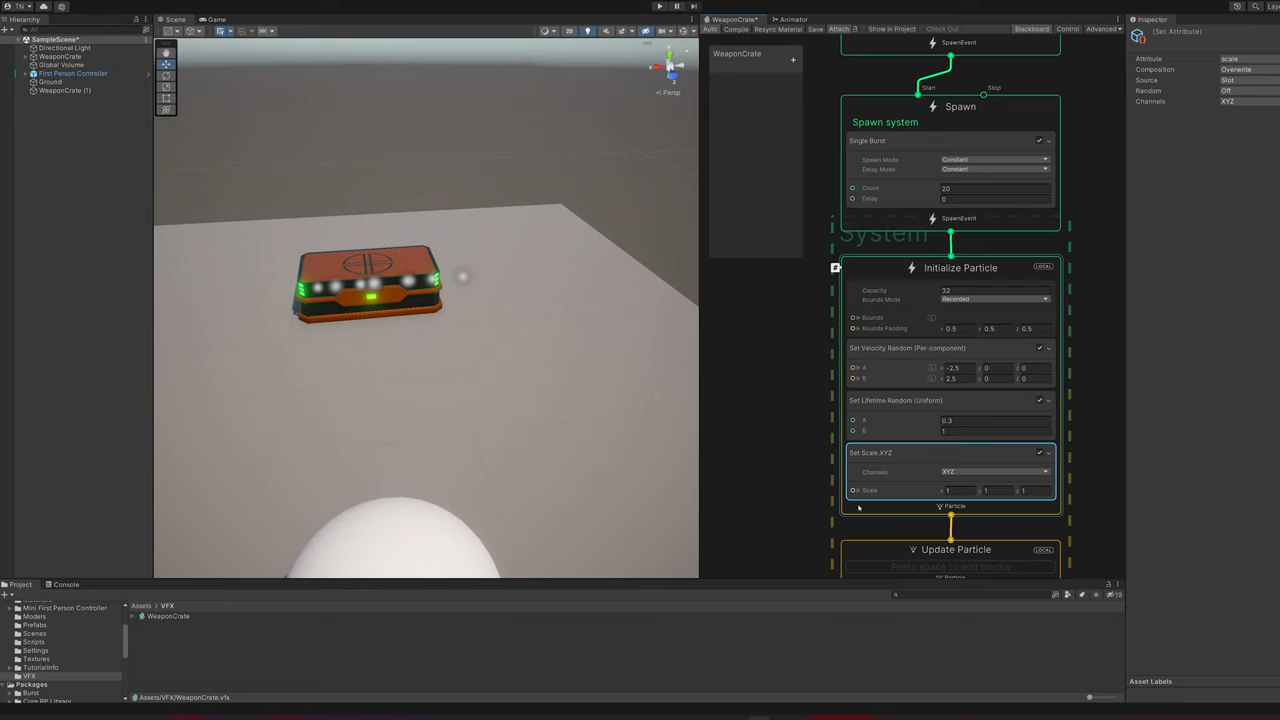 TN
Layers
Hierarchy
All
SampleScene*
Directional Light
WeaponCrate
Global Volume
First Person Controller
Ground
WeaponCrate (1)
Scene
Game
2D
x
y
z
Persp
WeaponCrate*
Animator
Auto
Compile
Resync Material
Save
Attach
Show in Project
Check Out
Blackboard
Control
Advanced
WeaponCrate
+
SpawnEvent
Start
Stop
Spawn
Spawn system
Single Burst
Spawn Mode Constant
Delay Mode Constant
Count 20
Delay 0
SpawnEvent
System
Initialize Particle LOCAL
Capacity 32
Bounds Mode Recorded
Bounds L
Bounds Padding x 0.5 y 0.5 z 0.5
Set Velocity Random (Per-component)
A L x -2.5 y 0 z 0
B L x 2.5 y 0 z 0
Set Lifetime Random (Uniform)
A 0.3
B 1
Set Scale.XYZ
Channels XYZ
Scale x 1 y 1 z 1
Particle
Update Particle LOCAL
Press space to add blocks
Particle
Inspector
(Set Attribute)
Attribute scale
Composition Overwrite
Source Slot
Random Off
Channels XYZ
Asset Labels
Project
Console
Mini First Person Controller
Models
Prefabs
Scenes
Scripts
Settings
Textures
TutorialInfo
VFX
Packages
Burst
Core RP Library
Assets > VFX
WeaponCrate
Assets/VFX/WeaponCrate.vfx